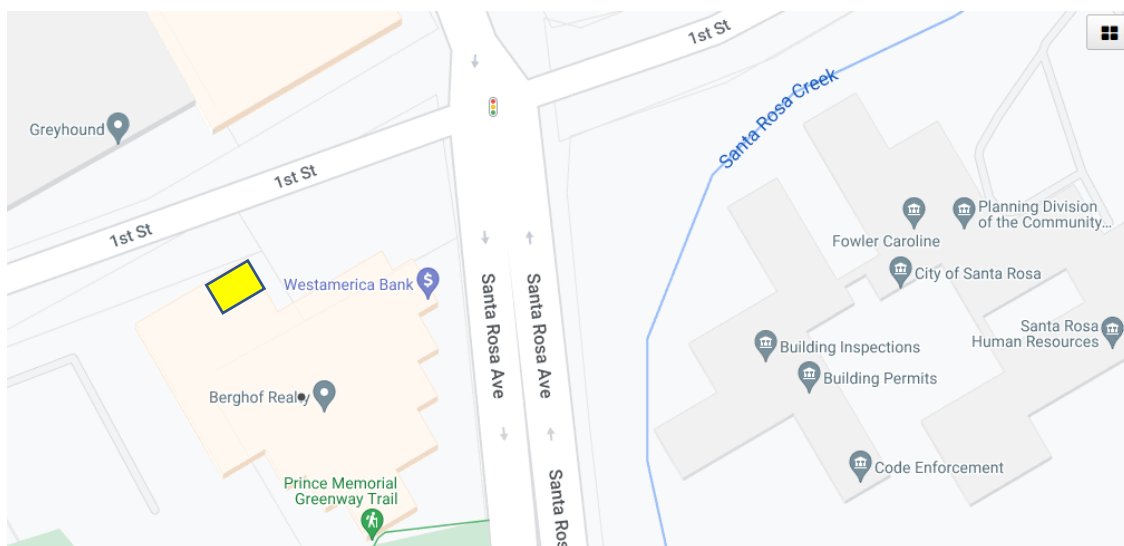 1st St
Santa Rosa Creek
Greyhound
1st St
1st St
Planning Division
of the Community...
Fowler Caroline
City of Santa Rosa
Westamerica Bank
$
Santa Rosa Ave
Santa Rosa Ave
Santa Rosa
Human Resources
Building Inspections
Building Permits
Berghof Realty
Code Enforcement
Santa Ros
Prince Memorial
Greenway Trail